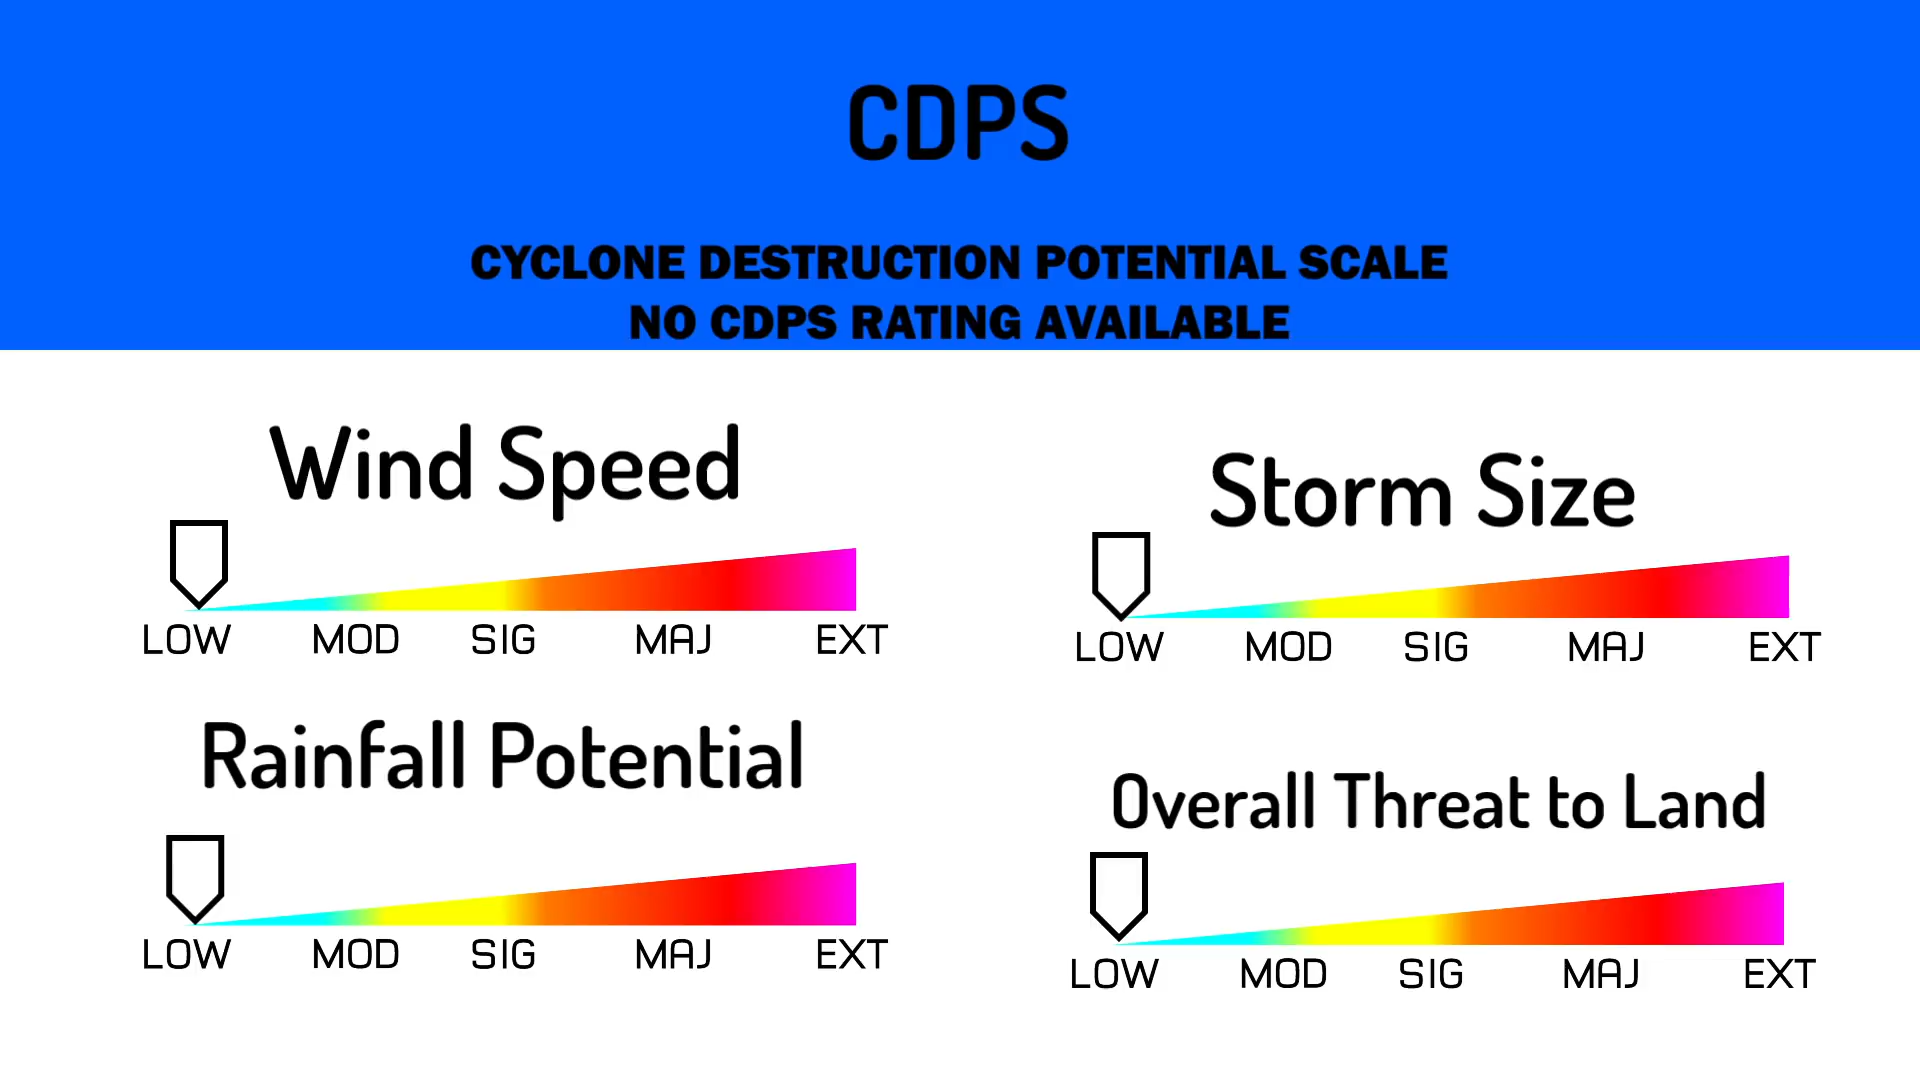 CDPS
CYCLONE DESTRUCTION POTENTIAL SCALE
NO CDPS RATING AVAILABLE
Wind Speed
LOW MOD SIG MAJ EXT
Storm Size
LOW MOD SIG MAJ EXT
Rainfall Potential
LOW MOD SIG MAJ EXT
Overall Threat to Land
LOW MOD SIG MAJ EXT